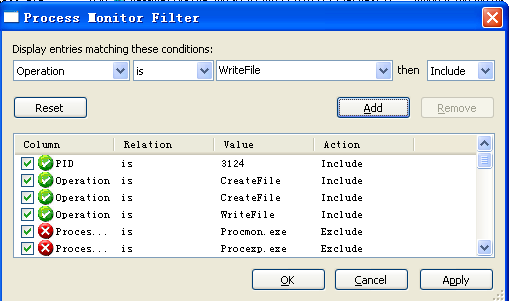 Process Monitor Filter
Display entries matching these conditions:
Operation is WriteFile then Include
Reset Add Remove
Column Relation Value Action
PID is 3124 Include
Operation is CreateFile Include
Operation is CreateFile Include
Operation is WriteFile Include
Proces... is Procmon.exe Exclude
Proces... is Procexp.exe Exclude
OK Cancel Apply